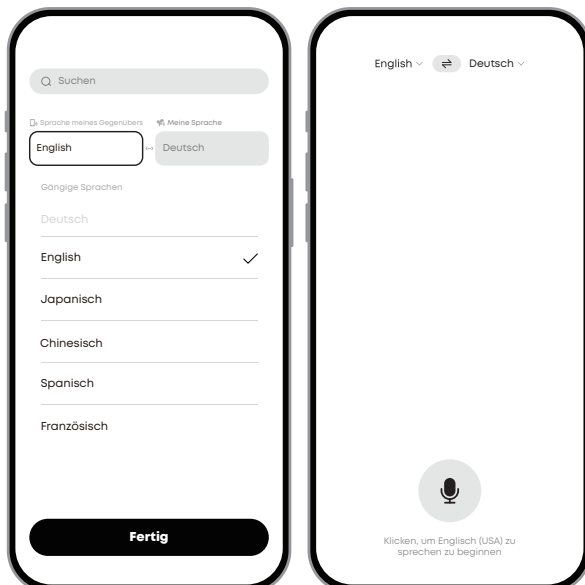 Suchen
Sprache meines Gegenübers
Meine Sprache
English
Deutsch
Gängige Sprachen
Deutsch
English
Japanisch
Chinesisch
Spanisch
Französisch
Fertig
English
Deutsch
Klicken, um Englisch (USA) zu
sprechen zu beginnen